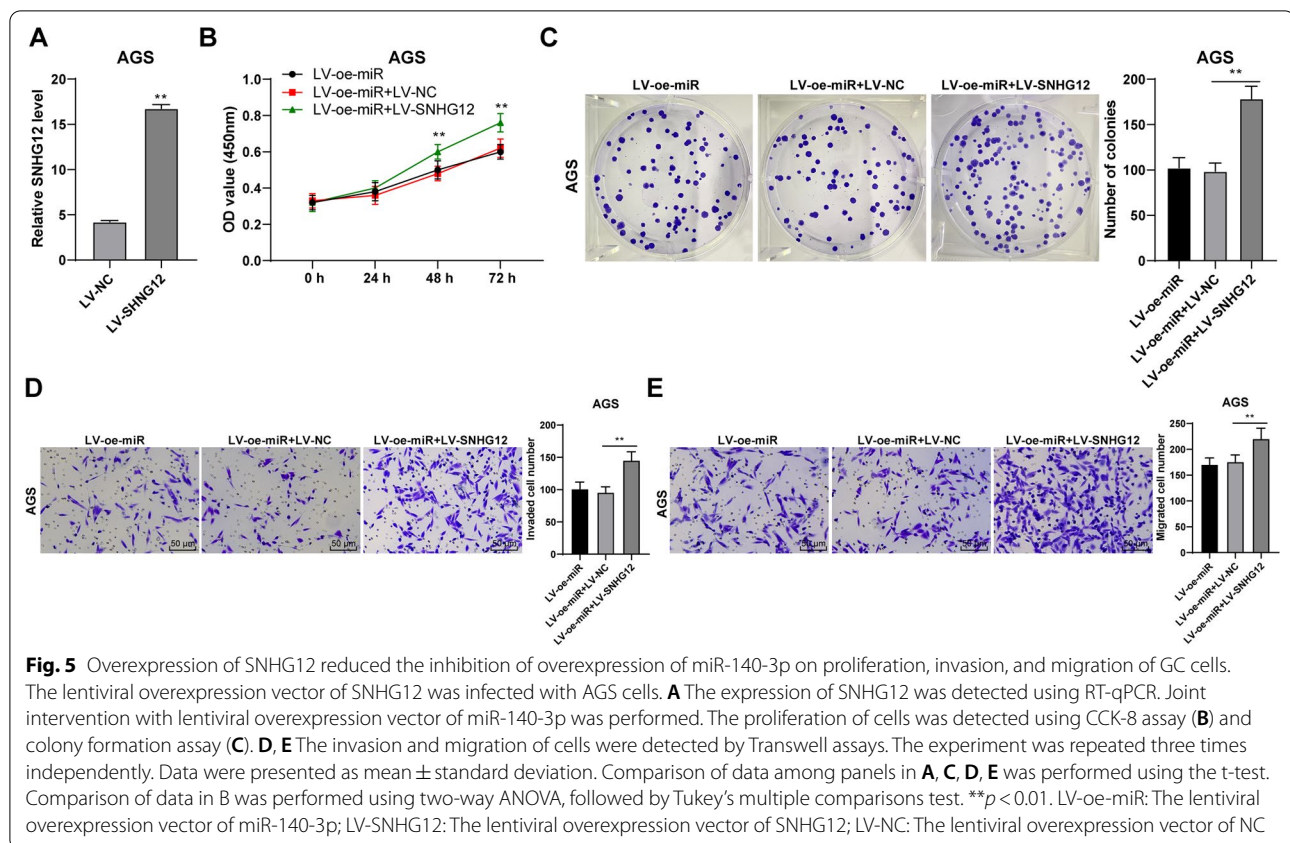 A
AGS
Relative SNHG12 level
20
15
10
5
0
**
LV-NC
LV-SHNG12
B
AGS
LV-oe-miR
LV-oe-miR+LV-NC
LV-oe-miR+LV-SNHG12
OD value (450nm)
1.0
0.8
0.6
0.4
0.2
0.0
**
**
0 h
24 h
48 h
72 h
C
LV-oe-miR
LV-oe-miR+LV-NC
LV-oe-miR+LV-SNHG12
AGS
AGS
Number of colonies
200
150
100
50
0
**
LV-oe-miR
LV-oe-miR+LV-NC
LV-oe-miR+LV-SNHG12
D
LV-oe-miR
LV-oe-miR+LV-NC
LV-oe-miR+LV-SNHG12
AGS
50 μm
50 μm
50 μm
AGS
Invaded cell number
200
150
100
50
0
**
LV-oe-miR
LV-oe-miR+LV-NC
LV-oe-miR+LV-SNHG12
E
LV-oe-miR
LV-oe-miR+LV-NC
LV-oe-miR+LV-SNHG12
AGS
50 μm
50 μm
50 μm
AGS
Migrated cell number
250
200
150
100
50
0
**
LV-oe-miR
LV-oe-miR+LV-NC
LV-oe-miR+LV-SNHG12
Fig. 5 Overexpression of SNHG12 reduced the inhibition of overexpression of miR-140-3p on proliferation, invasion, and migration of GC cells.
The lentiviral overexpression vector of SNHG12 was infected with AGS cells. A The expression of SNHG12 was detected using RT-qPCR. Joint
intervention with lentiviral overexpression vector of miR-140-3p was performed. The proliferation of cells was detected using CCK-8 assay (B) and
colony formation assay (C). D, E The invasion and migration of cells were detected by Transwell assays. The experiment was repeated three times
independently. Data were presented as mean ± standard deviation. Comparison of data among panels in A, C, D, E was performed using the t-test.
Comparison of data in B was performed using two-way ANOVA, followed by Tukey's multiple comparisons test. **p < 0.01. LV-oe-miR: The lentiviral
overexpression vector of miR-140-3p; LV-SNHG12: The lentiviral overexpression vector of SNHG12; LV-NC: The lentiviral overexpression vector of NC